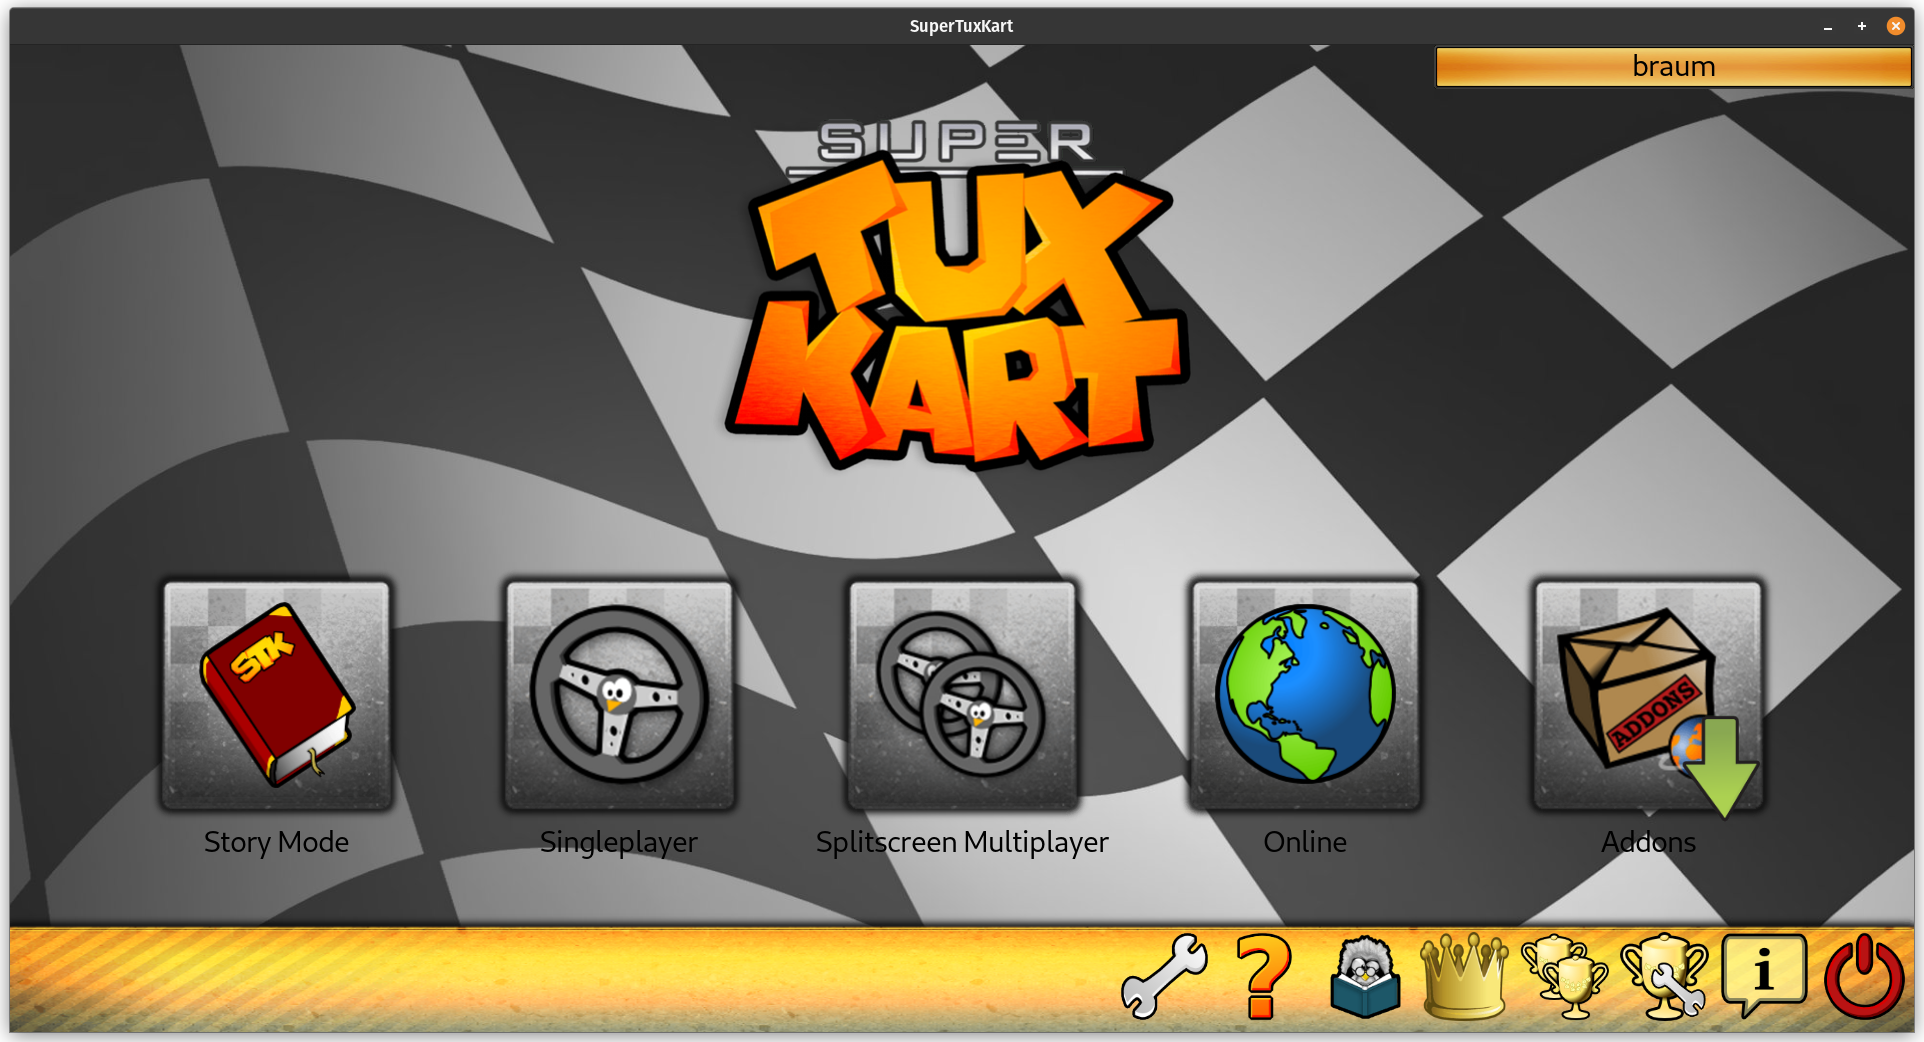 SuperTuxKart
braum
SUPER
TUX
KART
STK
ADDONS
Story Mode
Singleplayer
Splitscreen Multiplayer
Online
Addons
?
i